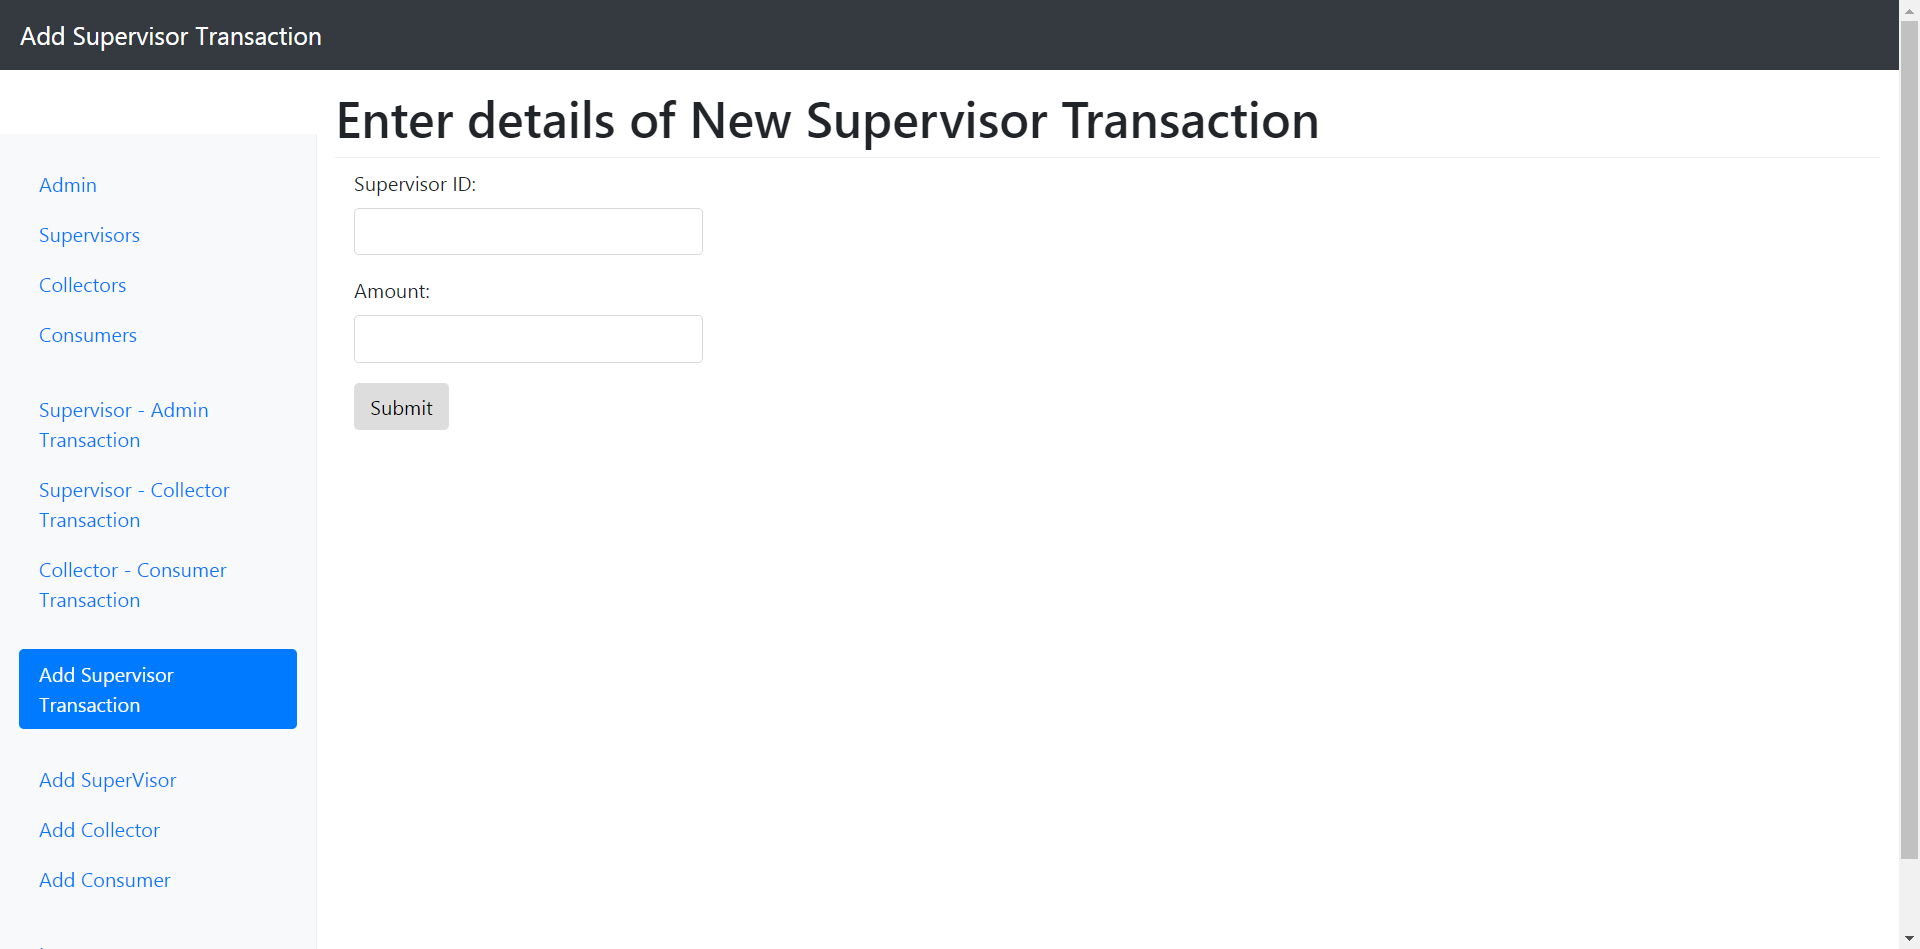 Add Supervisor Transaction
Enter details of New Supervisor Transaction
Admin
Supervisors
Collectors
Consumers
Supervisor - Admin
Transaction
Supervisor - Collector
Transaction
Collector - Consumer
Transaction
Add Supervisor
Transaction
Add SuperVisor
Add Collector
Add Consumer
Supervisor ID:
Amount:
Submit